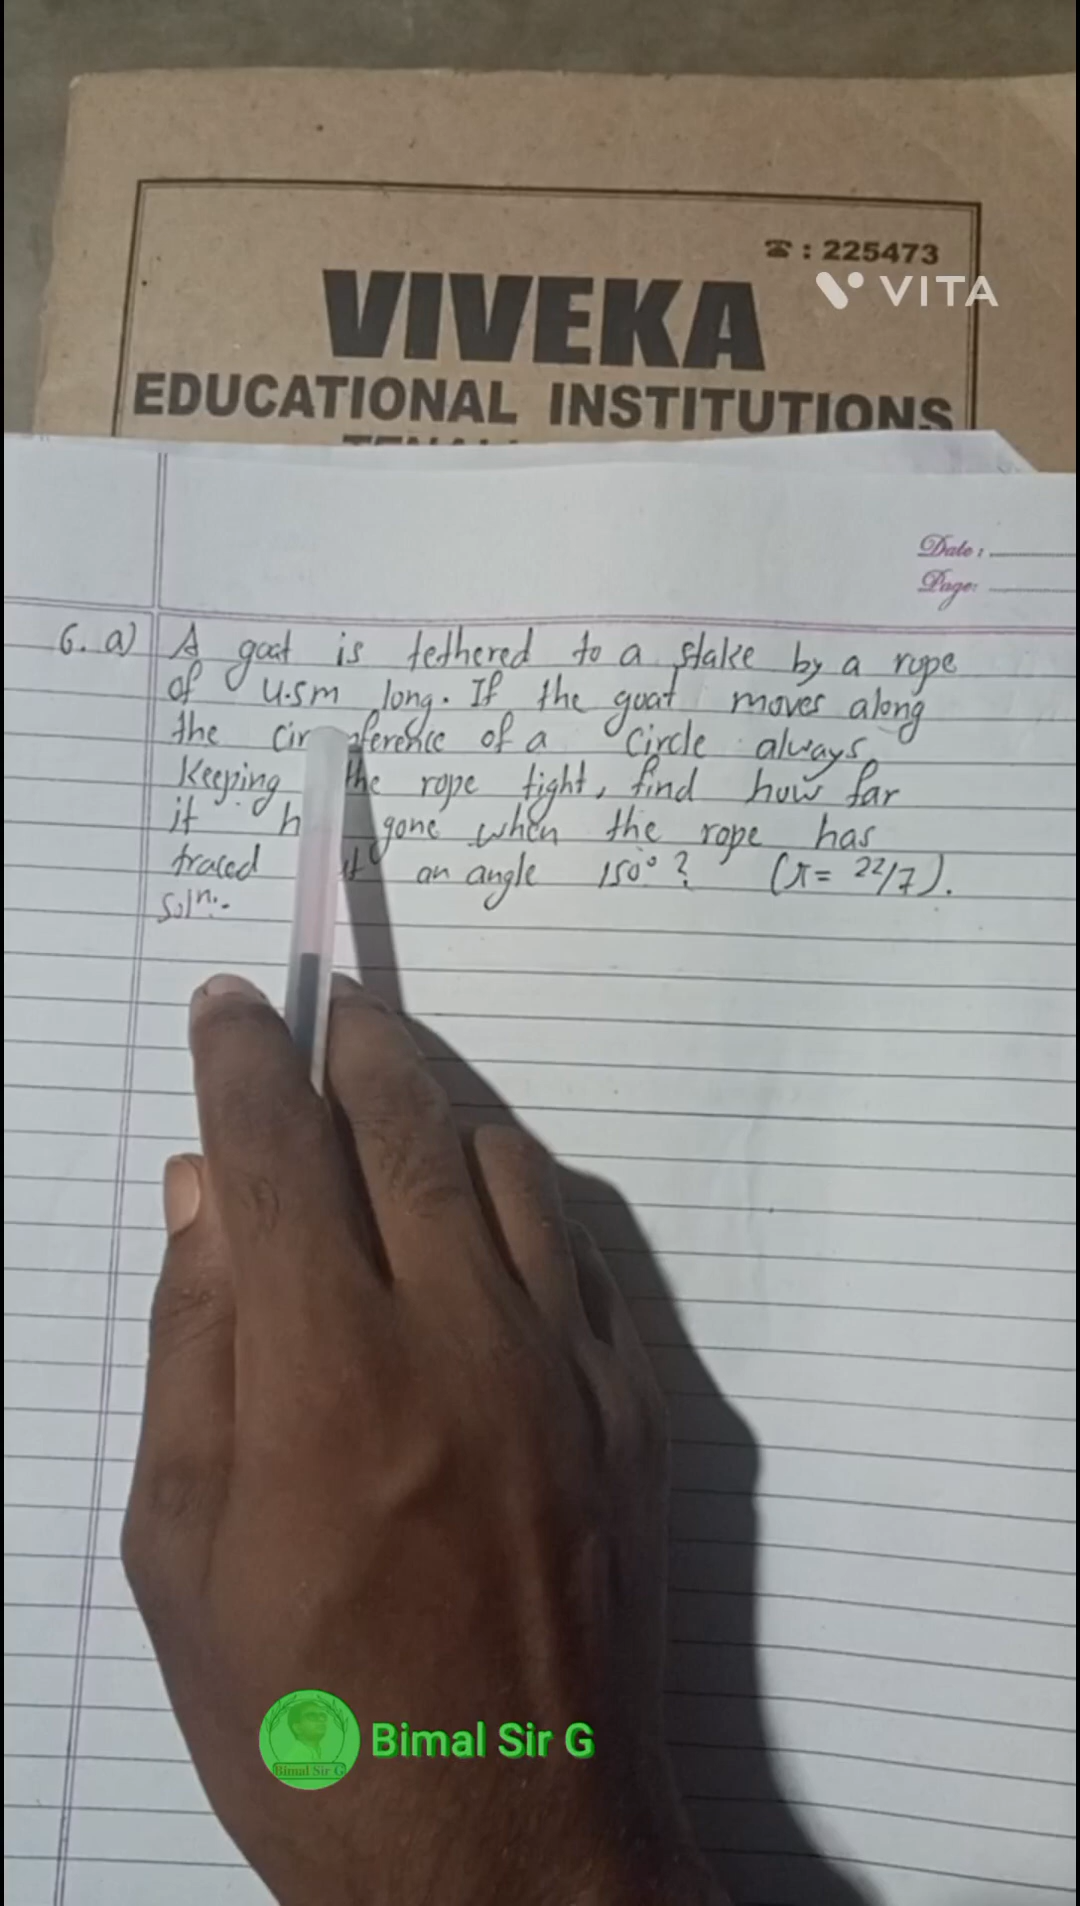 ☎ : 225473
VITA
VIVEKA
EDUCATIONAL INSTITUTIONS
Date:
Page:
6. a) A goat is tethered to a stake by a rope
of 4.5m long. If the goat moves along
the of a circle always
Keeping the rope tight, find how far
it gone when the rope has
traced an angle 150°? (π = 22/7).
Soln:-
Bimal Sir G
Bimal Sir G